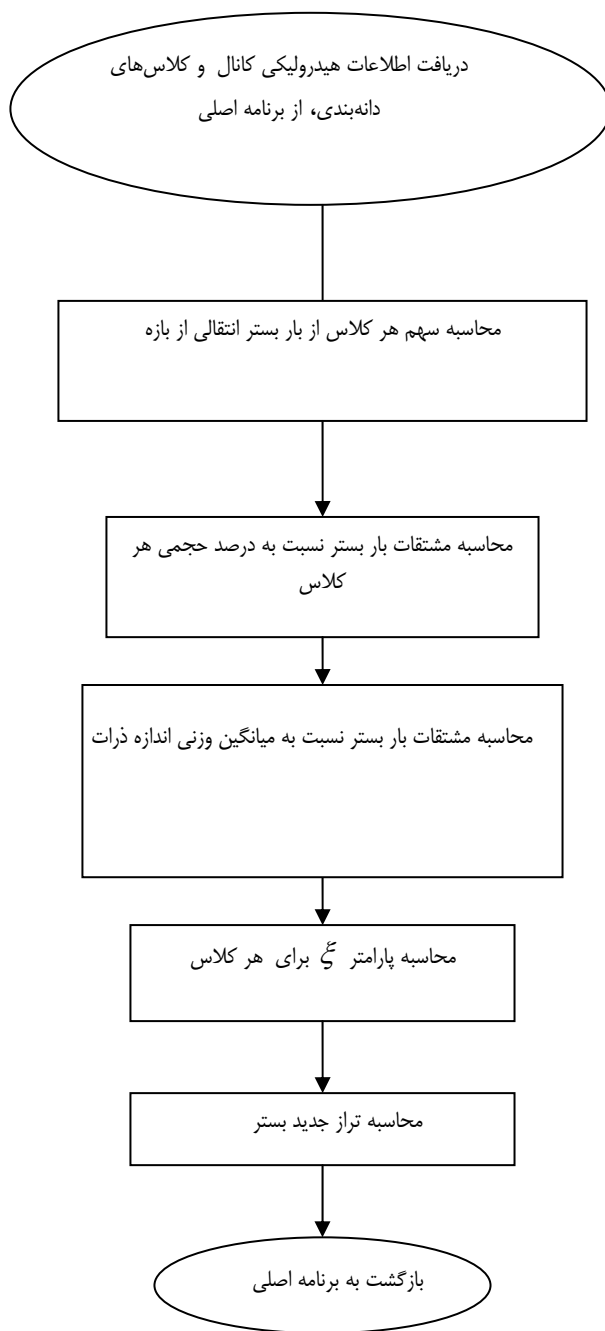 دریافت اطلاعات هیدرولیکی کانال و کلاس‌های
دانه‌بندی، از برنامه اصلی
محاسبه سهم هر کلاس از بار بستر انتقالی از بازه
محاسبه مشتقات بار بستر نسبت به درصد حجمی هر
کلاس
محاسبه مشتقات بار بستر نسبت به میانگین وزنی اندازه ذرات
محاسبه پارامتر ξ برای هر کلاس
محاسبه تراز جدید بستر
بازگشت به برنامه اصلی